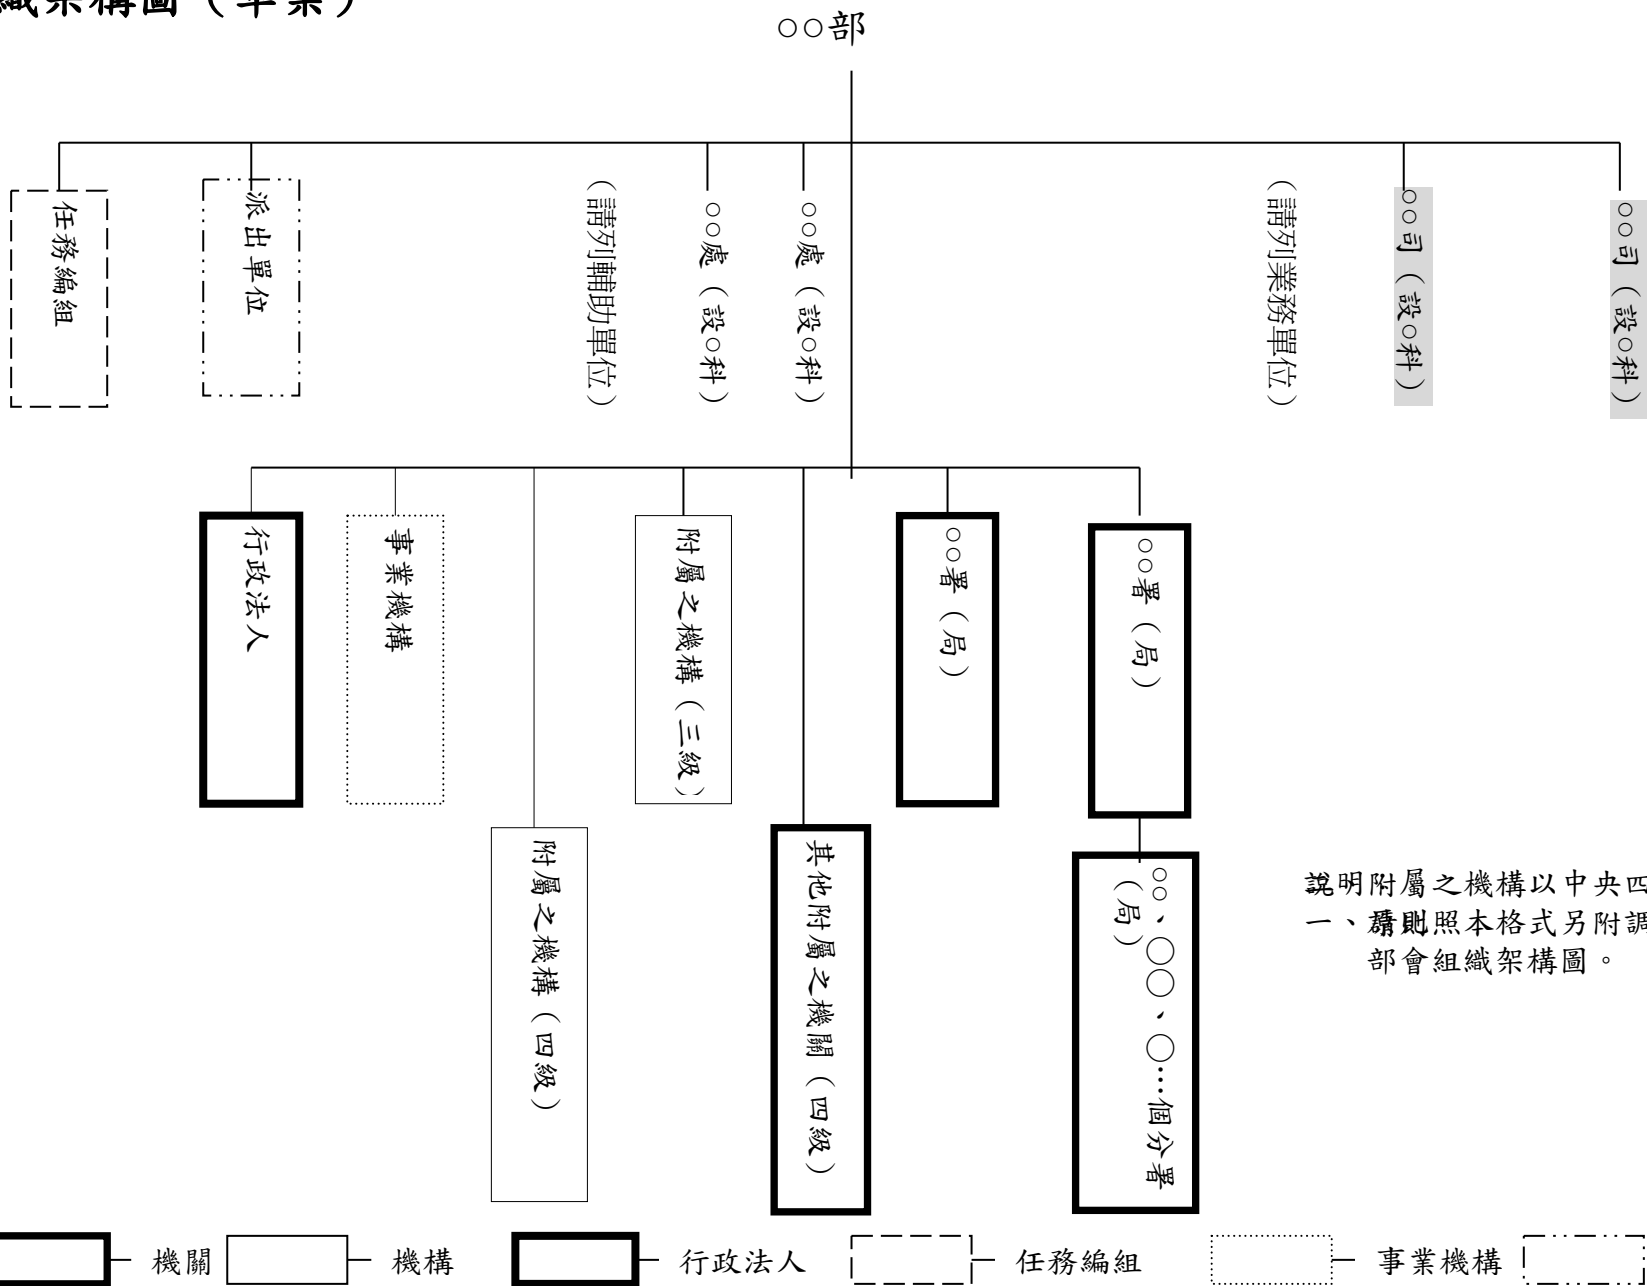 織架構圖（草案）
○○部
○○司（設○科）
○○司（設○科）
（請列業務單位）
○○處（設○科）
○○處（設○科）
（請列輔助單位）
派出單位
任務編組
○○署（局）
○○署（局）
附屬之機構（三級）
事業機構
行政法人
○○、○○、○…個分署
（局）
其他附屬之機關（四級）
附屬之機構（四級）
明附屬之機構以中央四
一、照本格式另附調
部會組織架構圖。
機關
機構
行政法人
任務編組
事業機構